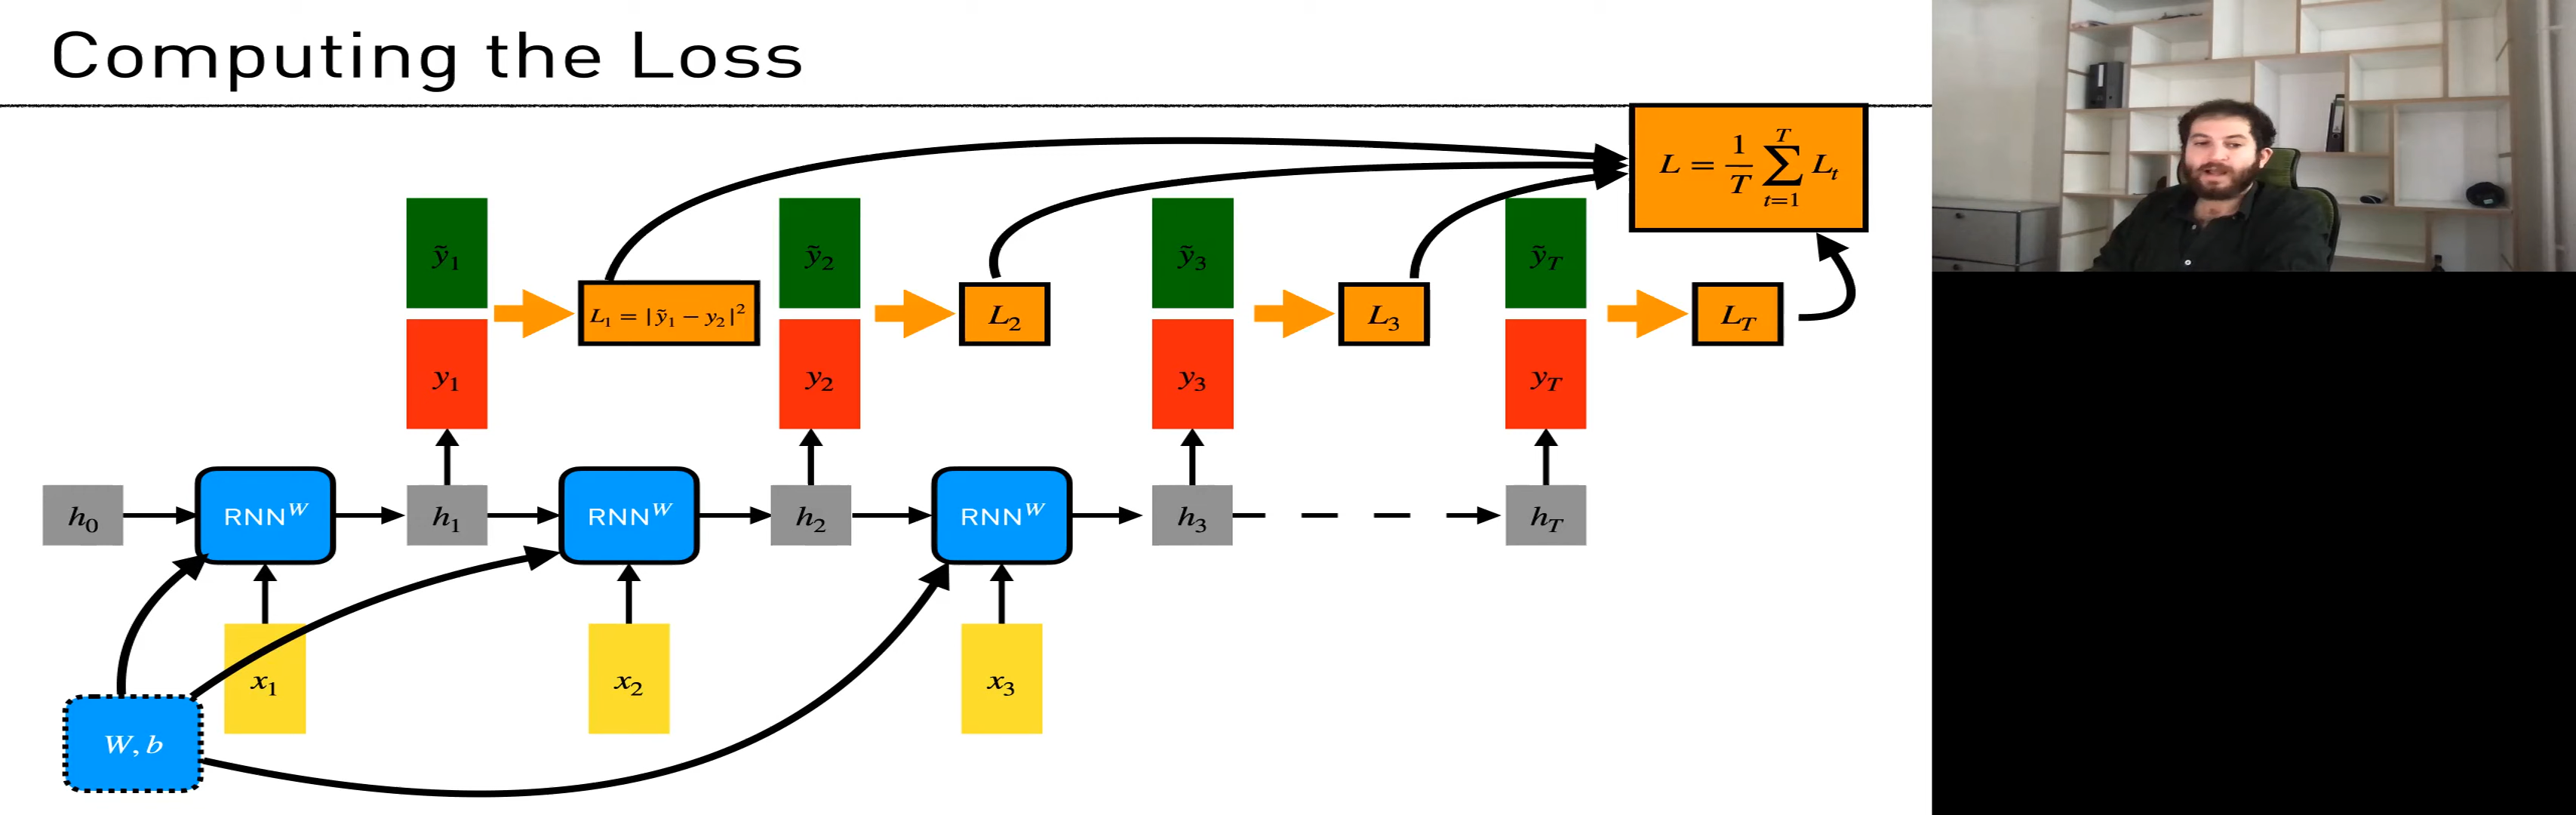 Computing the Loss
L = 1/T ∑_{t=1}^{T} L_t
ỹ₁
ỹ₂
ỹ₃
ỹ_T
L₁ = |ỹ₁ − y₂|²
L₂
L₃
L_T
y₁
y₂
y₃
y_T
h₀
RNN^W
h₁
RNN^W
h₂
RNN^W
h₃
h_T
x₁
x₂
x₃
W, b